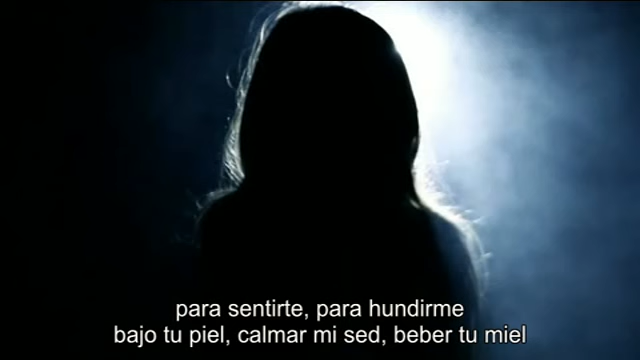 para sentirte, para hundirme
bajo tu piel, calmar mi sed, beber tu miel